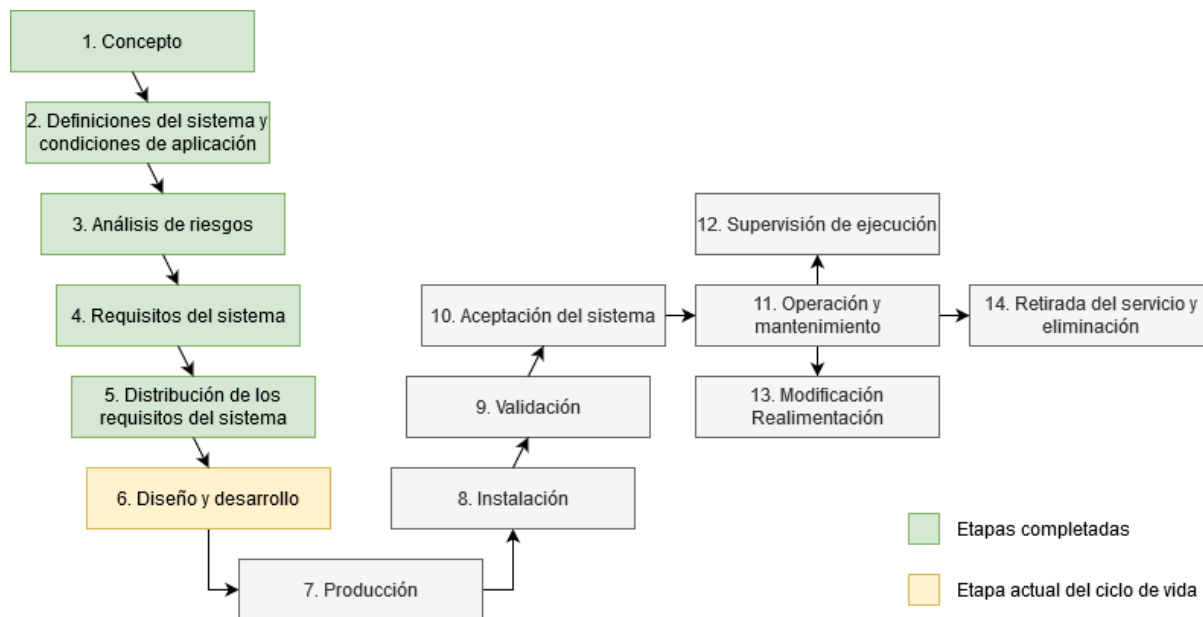 1. Concepto
2. Definiciones del sistema y
condiciones de aplicación
3. Análisis de riesgos
4. Requisitos del sistema
5. Distribución de los
requisitos del sistema
6. Diseño y desarrollo
7. Producción
8. Instalación
9. Validación
10. Aceptación del sistema
11. Operación y
mantenimiento
12. Supervisión de ejecución
13. Modificación
Realimentación
14. Retirada del servicio y
eliminación
Etapas completadas
Etapa actual del ciclo de vida